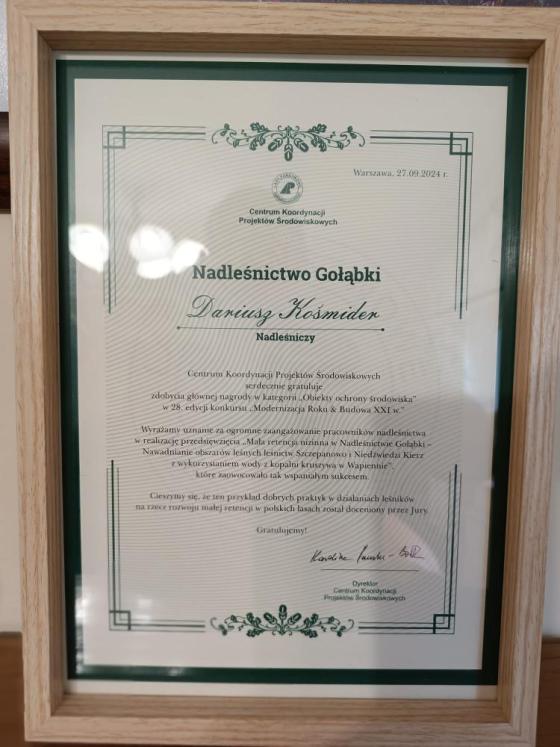 Warszawa, 27.09.2024 r.
Centrum Koordynacji
Projektów Środowiskowych
Nadleśnictwo Gołąbki
Dariusz Kośmider
Nadleśniczy
Centrum Koordynacji Projektów Środowiskowych
serdecznie gratuluje
zdobycia głównej nagrody w kategorii „Obiekty ochrony środowiska”
w 28. edycji konkursu „Modernizacja Roku & Budowa XXI w.”
Wyrażamy uznanie za ogromne zaangażowanie pracowników nadleśnictwa
w realizację przedsięwzięcia „Mała retencja nizinna w Nadleśnictwie Gołąbki –
Nawadnianie obszarów leśnych leśnictw Szczepanowo i Niedźwiedzi Kierz
z wykorzystaniem wody z kopalni kruszywa w Wapiennie”,
które zaowocowało tak wspaniałym sukcesem.
Cieszymy się, że ten przykład dobrych praktyk w działaniach leśników
na rzecz rozwoju małej retencji w polskich lasach został doceniony przez Jury.
Gratulujemy!
Dyrektor
Centrum Koordynacji
Projektów Środowiskowych